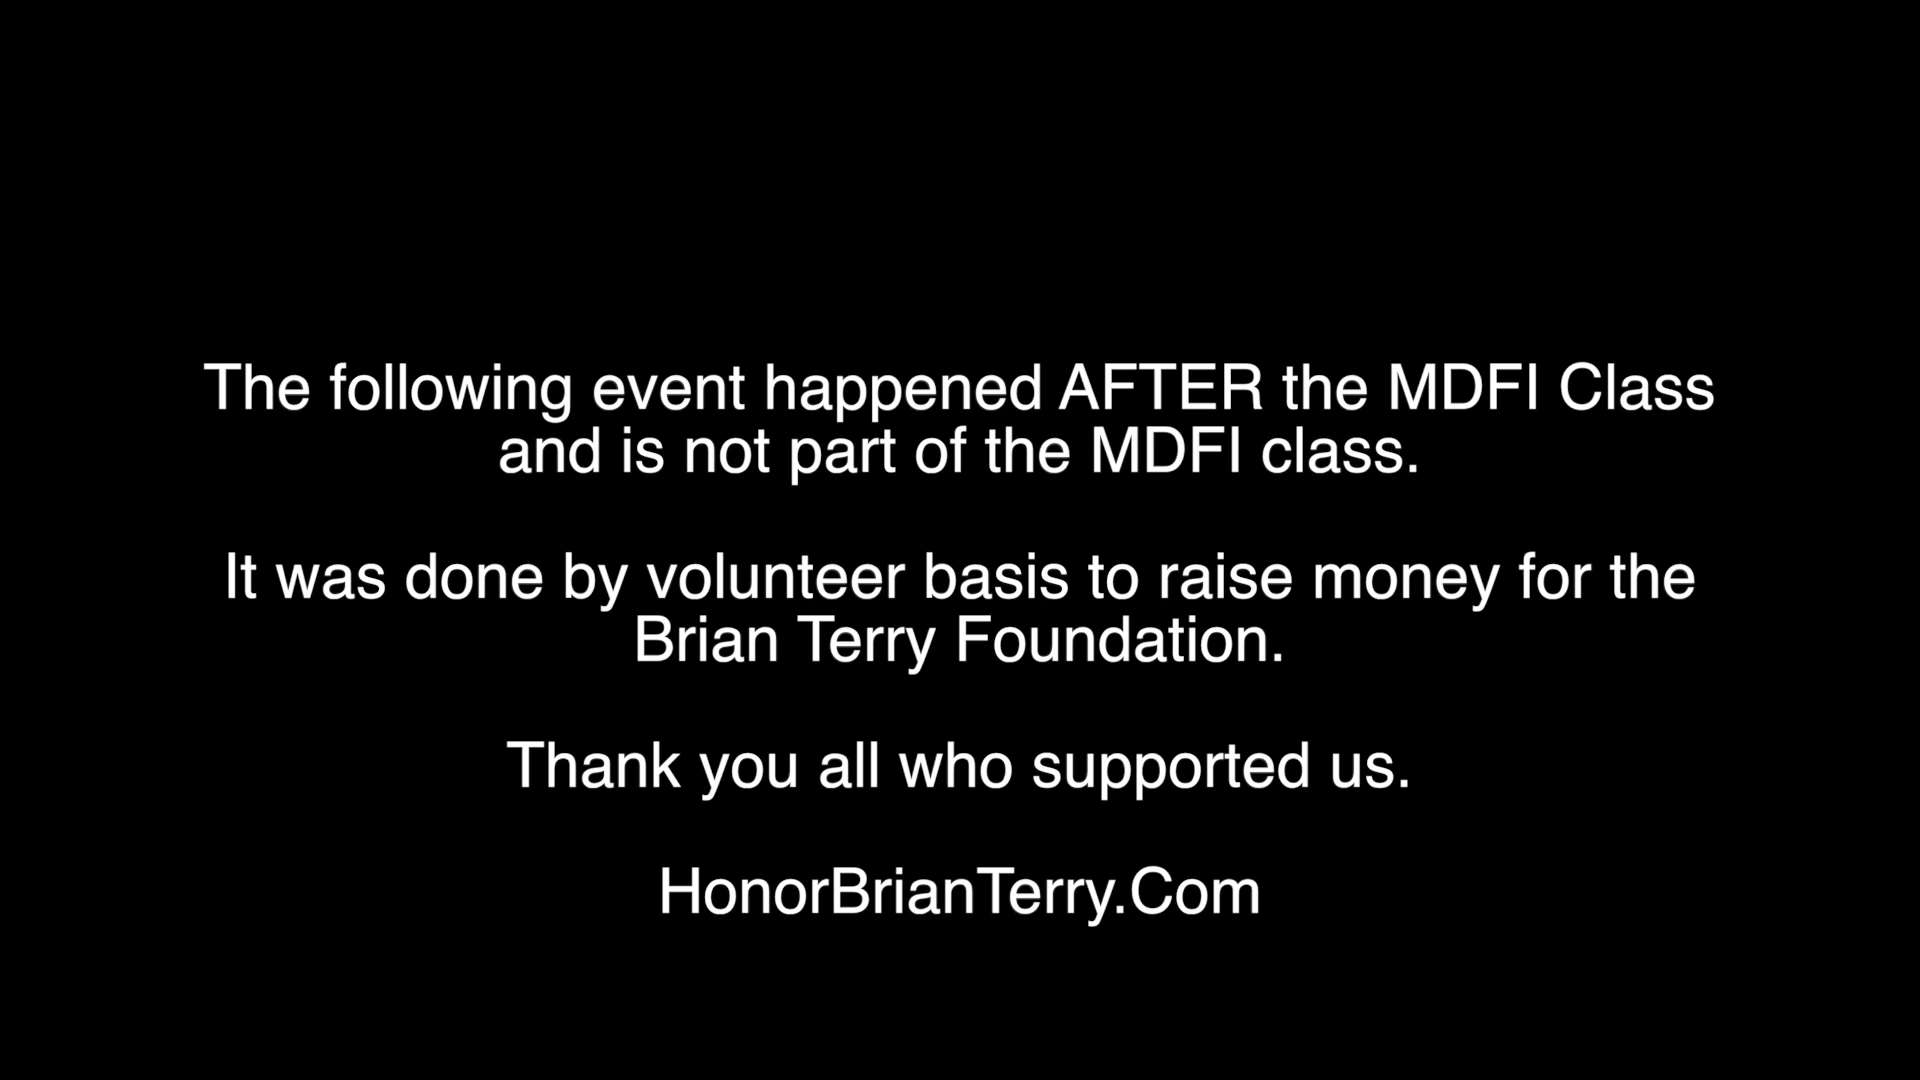 The following event happened AFTER the MDFI Class
and is not part of the MDFI class.
It was done by volunteer basis to raise money for the
Brian Terry Foundation.
Thank you all who supported us.
HonorBrianTerry.Com